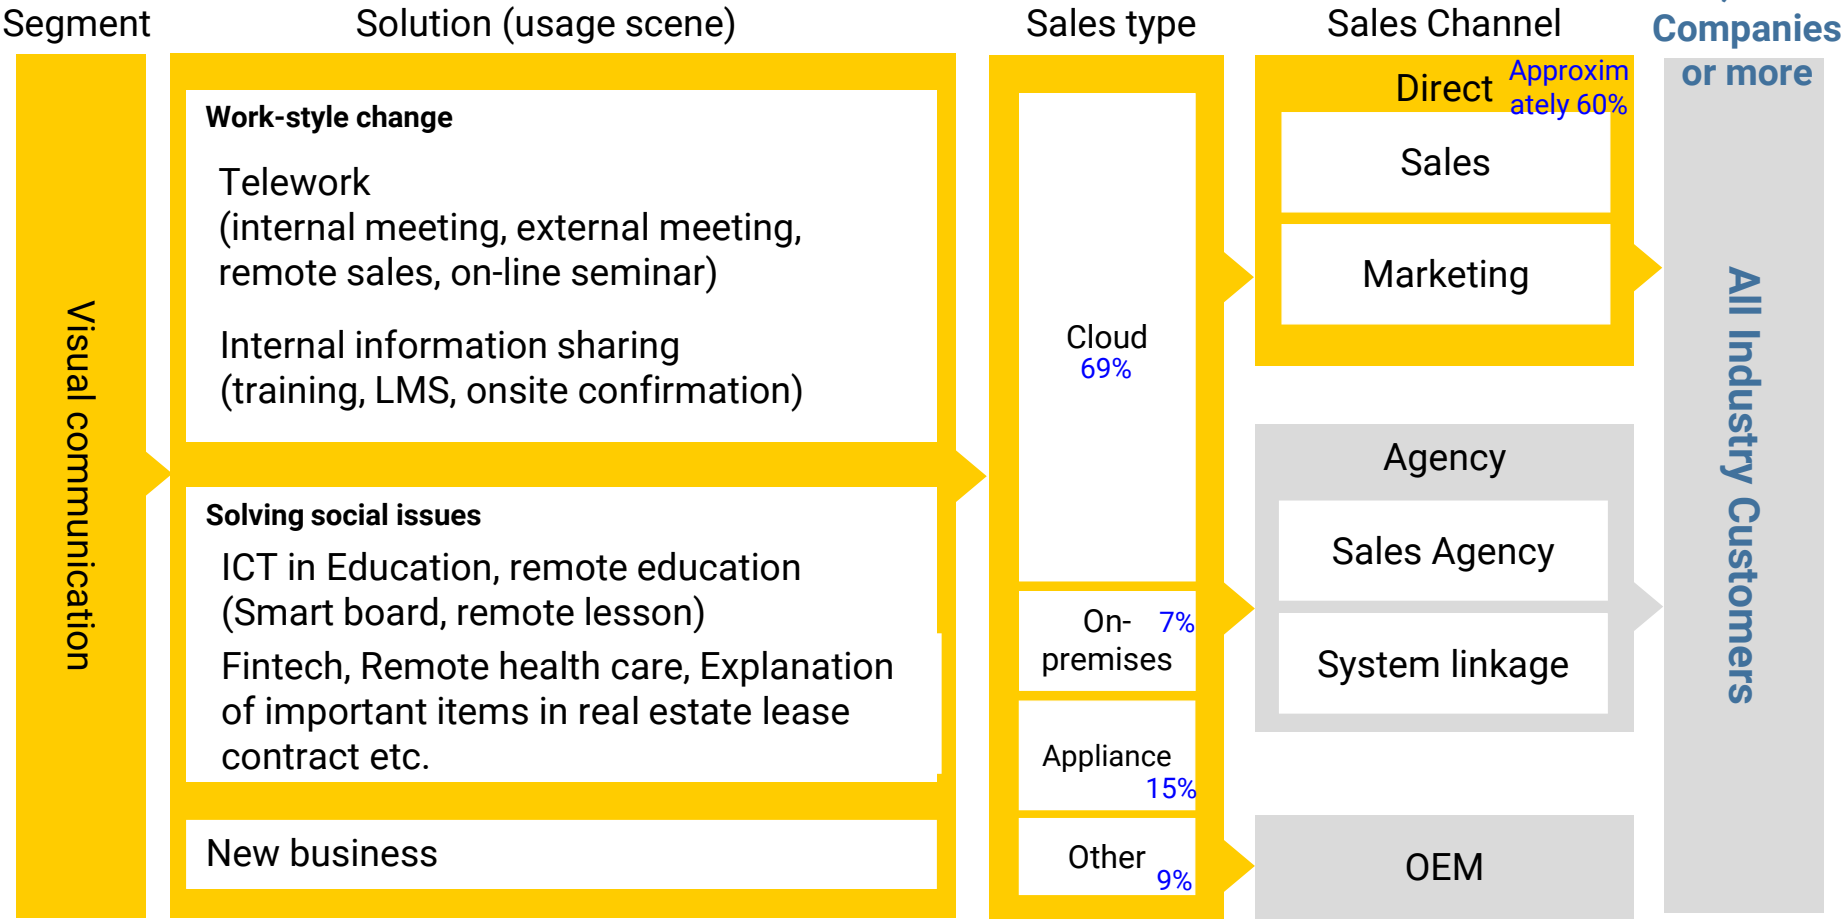 Segment
Solution (usage scene)
Sales type
Sales Channel
Companies
or more
Visual communication
Work-style change
Telework
(internal meeting, external meeting,
remote sales, on-line seminar)
Internal information sharing
(training, LMS, onsite confirmation)
Solving social issues
ICT in Education, remote education
(Smart board, remote lesson)
Fintech, Remote health care, Explanation
of important items in real estate lease
contract etc.
New business
Cloud
69%
On-
premises
7%
Appliance
15%
Other
9%
Direct
Approxim
ately 60%
Sales
Marketing
Agency
Sales Agency
System linkage
OEM
All Industry Customers